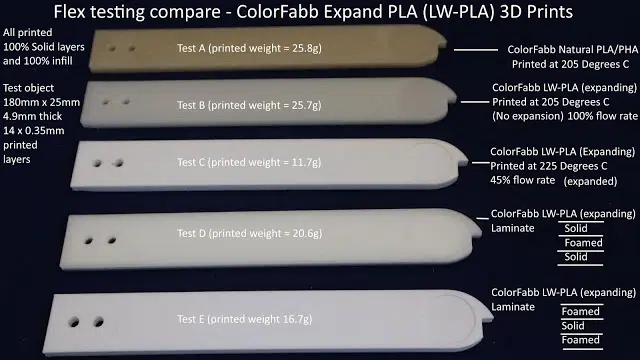 Flex testing compare - ColorFabb Expand PLA (LW-PLA) 3D Prints
All printed
100% Solid layers
and 100% infill
Test object
180mm x 25mm
4.9mm thick
14 x 0.35mm
printed
layers
Test A (printed weight = 25.8g)
ColorFabb Natural PLA/PHA
Printed at 205 Degrees C
Test B (printed weight = 25.7g)
ColorFabb LW-PLA (expanding)
Printed at 205 Degrees C
(No expansion) 100% flow rate
Test C (printed weight = 11.7g)
ColorFabb LW-PLA (Expanding)
Printed at 225 Degrees C
45% flow rate (expanded)
Test D (printed weight = 20.6g)
ColorFabb LW-PLA (expanding)
Laminate
Solid
Foamed
Solid
Test E (printed weight 16.7g)
ColorFabb LW-PLA (expanding)
Laminate
Foamed
Solid
Foamed